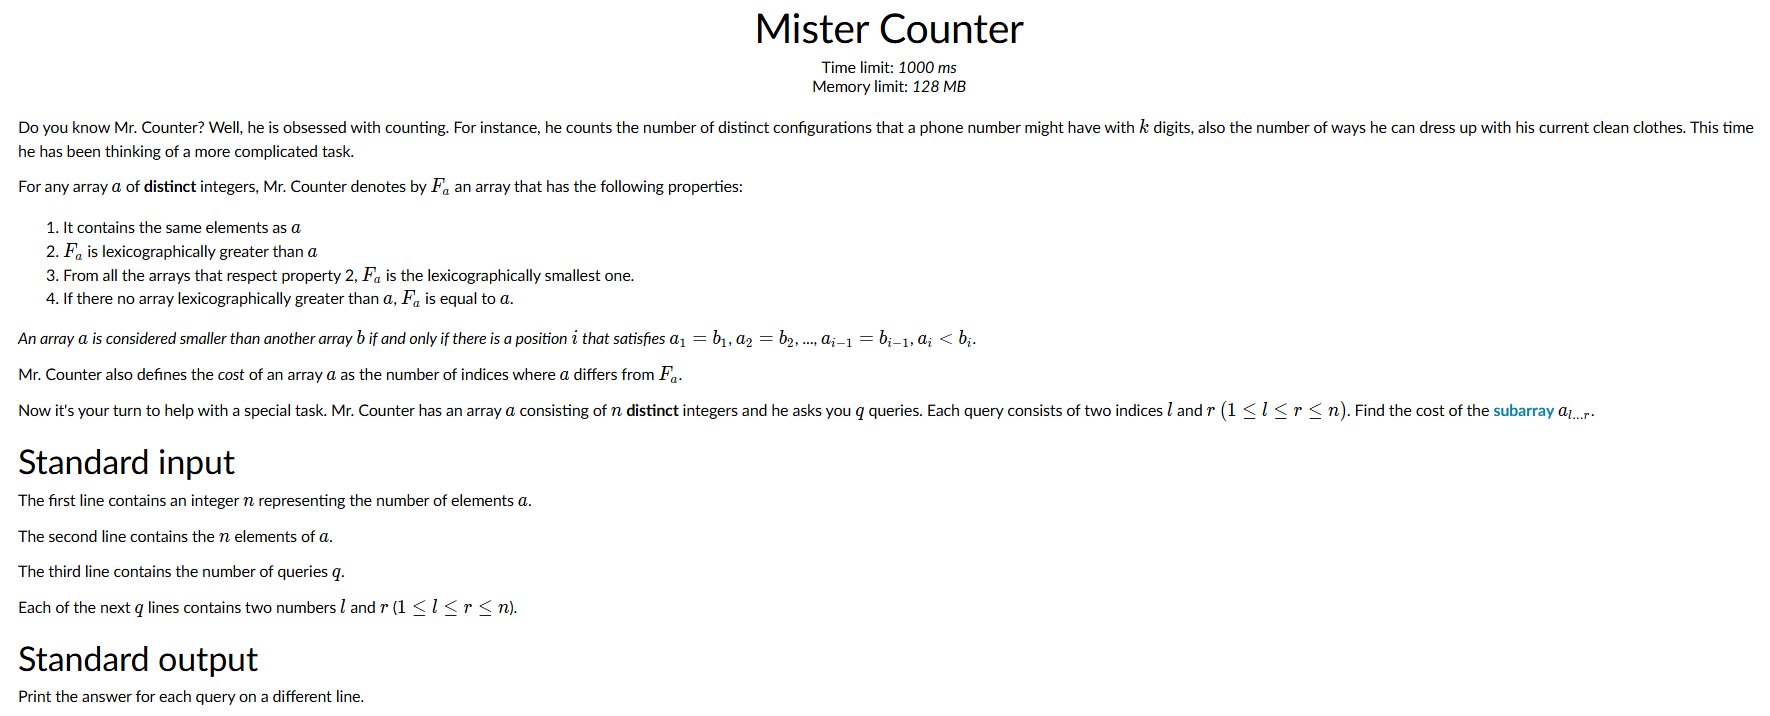 Mister Counter
Time limit: 1000 ms
Memory limit: 128 MB
Do you know Mr. Counter? Well, he is obsessed with counting. For instance, he counts the number of distinct configurations that a phone number might have with k digits, also the number of ways he can dress up with his current clean clothes. This time
he has been thinking of a more complicated task.
For any array a of distinct integers, Mr. Counter denotes by F_a an array that has the following properties:
1. It contains the same elements as a
2. F_a is lexicographically greater than a
3. From all the arrays that respect property 2, F_a is the lexicographically smallest one.
4. If there no array lexicographically greater than a, F_a is equal to a.
An array a is considered smaller than another array b if and only if there is a position i that satisfies a_1 = b_1, a_2 = b_2, ..., a_{i−1} = b_{i−1}, a_i < b_i.
Mr. Counter also defines the cost of an array a as the number of indices where a differs from F_a.
Now it's your turn to help with a special task. Mr. Counter has an array a consisting of n distinct integers and he asks you q queries. Each query consists of two indices l and r (1 ≤ l ≤ r ≤ n). Find the cost of the subarray a_{l...r}.
Standard input
The first line contains an integer n representing the number of elements a.
The second line contains the n elements of a.
The third line contains the number of queries q.
Each of the next q lines contains two numbers l and r (1 ≤ l ≤ r ≤ n).
Standard output
Print the answer for each query on a different line.